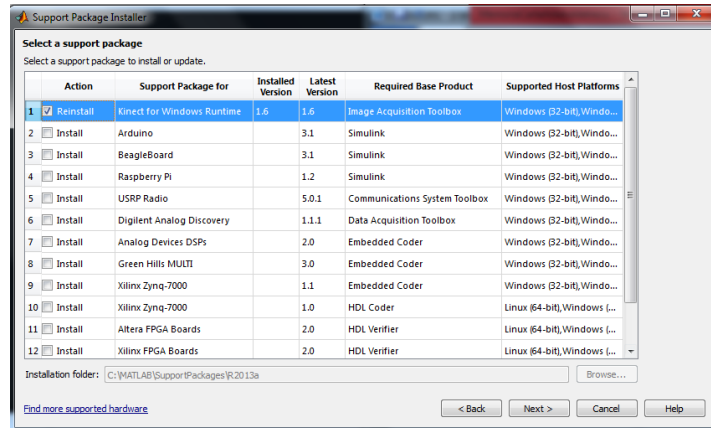 Support Package Installer
Select a support package
Select a support package to install or update.
Action Support Package for Installed Version Latest Version Required Base Product Supported Host Platforms
1 Reinstall Kinect for Windows Runtime 1.6 1.6 Image Acquisition Toolbox Windows (32-bit),Windo...
2 Install Arduino 3.1 Simulink Windows (32-bit),Windo...
3 Install BeagleBoard 3.1 Simulink Windows (32-bit),Windo...
4 Install Raspberry Pi 1.2 Simulink Windows (32-bit),Windo...
5 Install USRP Radio 5.0.1 Communications System Toolbox Windows (32-bit),Windo...
6 Install Digilent Analog Discovery 1.1.1 Data Acquisition Toolbox Windows (32-bit),Windo...
7 Install Analog Devices DSPs 2.0 Embedded Coder Windows (32-bit),Windo...
8 Install Green Hills MULTI 3.0 Embedded Coder Windows (32-bit),Windo...
9 Install Xilinx Zynq-7000 1.1 Embedded Coder Windows (32-bit),Windo...
10 Install Xilinx Zynq-7000 1.0 HDL Coder Linux (64-bit),Windows (...
11 Install Altera FPGA Boards 2.0 HDL Verifier Linux (64-bit),Windows (...
12 Install Xilinx FPGA Boards 2.0 HDL Verifier Linux (64-bit),Windows (...
Installation folder: C:\MATLAB\SupportPackages\R2013a Browse...
Find more supported hardware < Back Next > Cancel Help